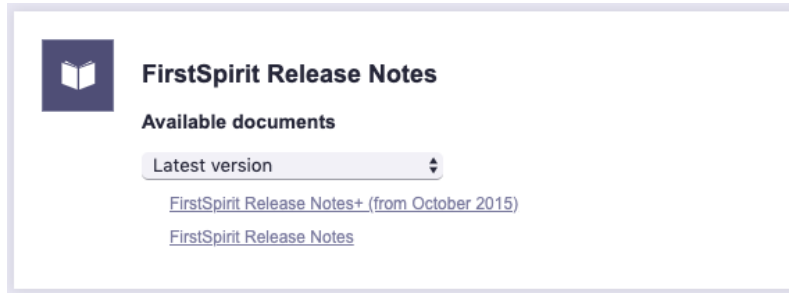 FirstSpirit Release Notes
Available documents
Latest version
FirstSpirit Release Notes+ (from October 2015)
FirstSpirit Release Notes